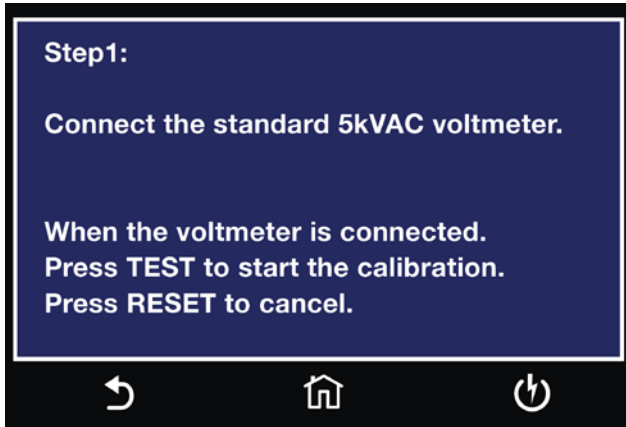 Step1:
Connect the standard 5kVAC voltmeter.
When the voltmeter is connected.
Press TEST to start the calibration.
Press RESET to cancel.